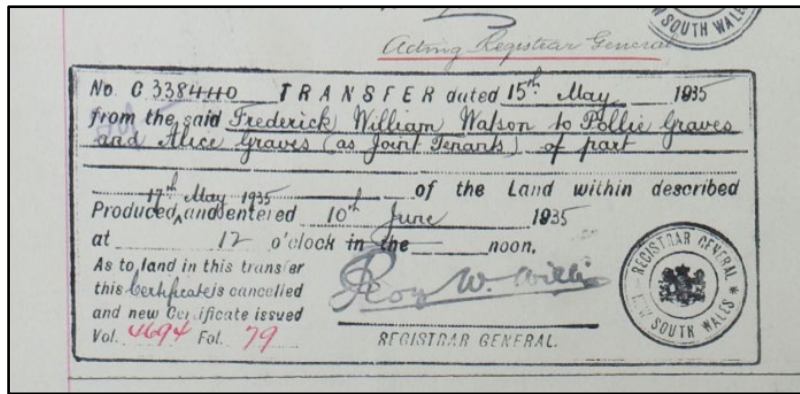 SOUTH WALES
Acting Registrar General
No. C 338440 TRANSFER dated 15th May 1935
from the said Frederick William Watson to Pollie Graves
and Alice Graves (as Joint Tenants) of part
17th May 1935 of the Land within described
Produced and entered 10th June 1935
at 12 o'clock in the noon.
As to land in this transfer
this Certificate is cancelled
and new Certificate issued
Vol. 4694 Fol. 79
Roy W. Willis
REGISTRAR GENERAL.
REGISTRAR GENERAL
NEW SOUTH WALES